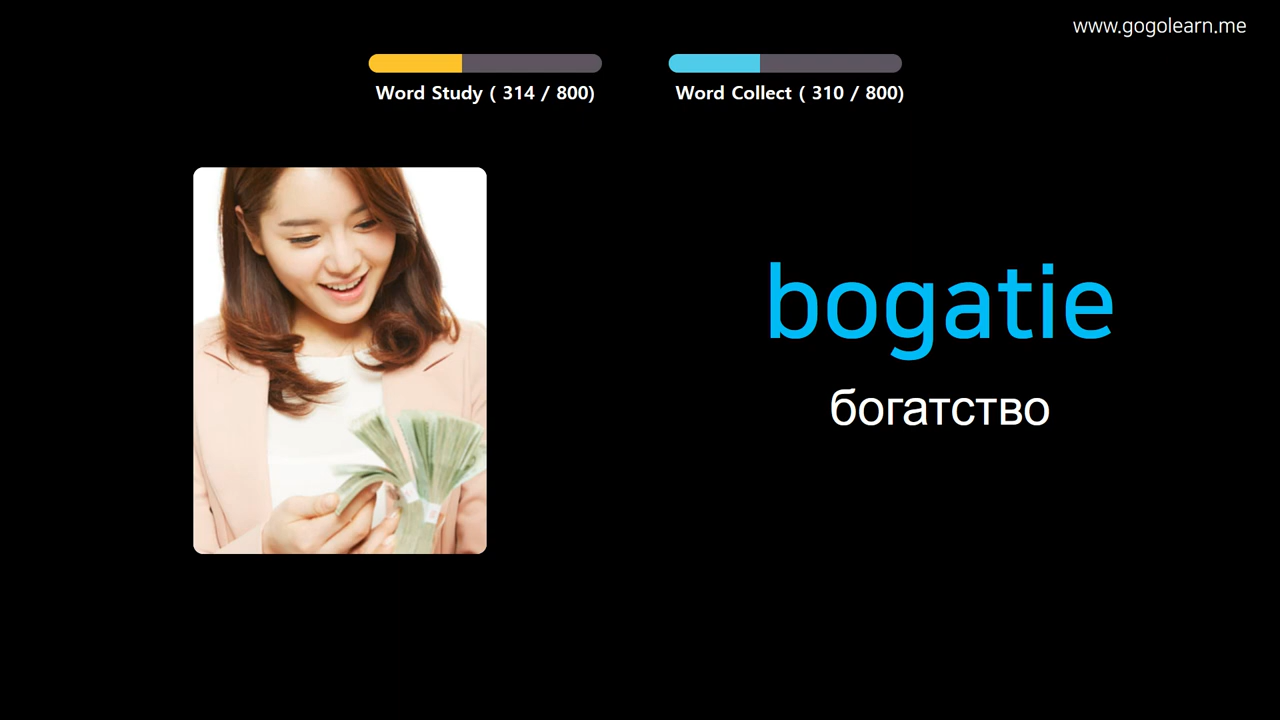 www.gogolearn.me
Word Study ( 314 / 800)
Word Collect ( 310 / 800)
bogatie
богатство